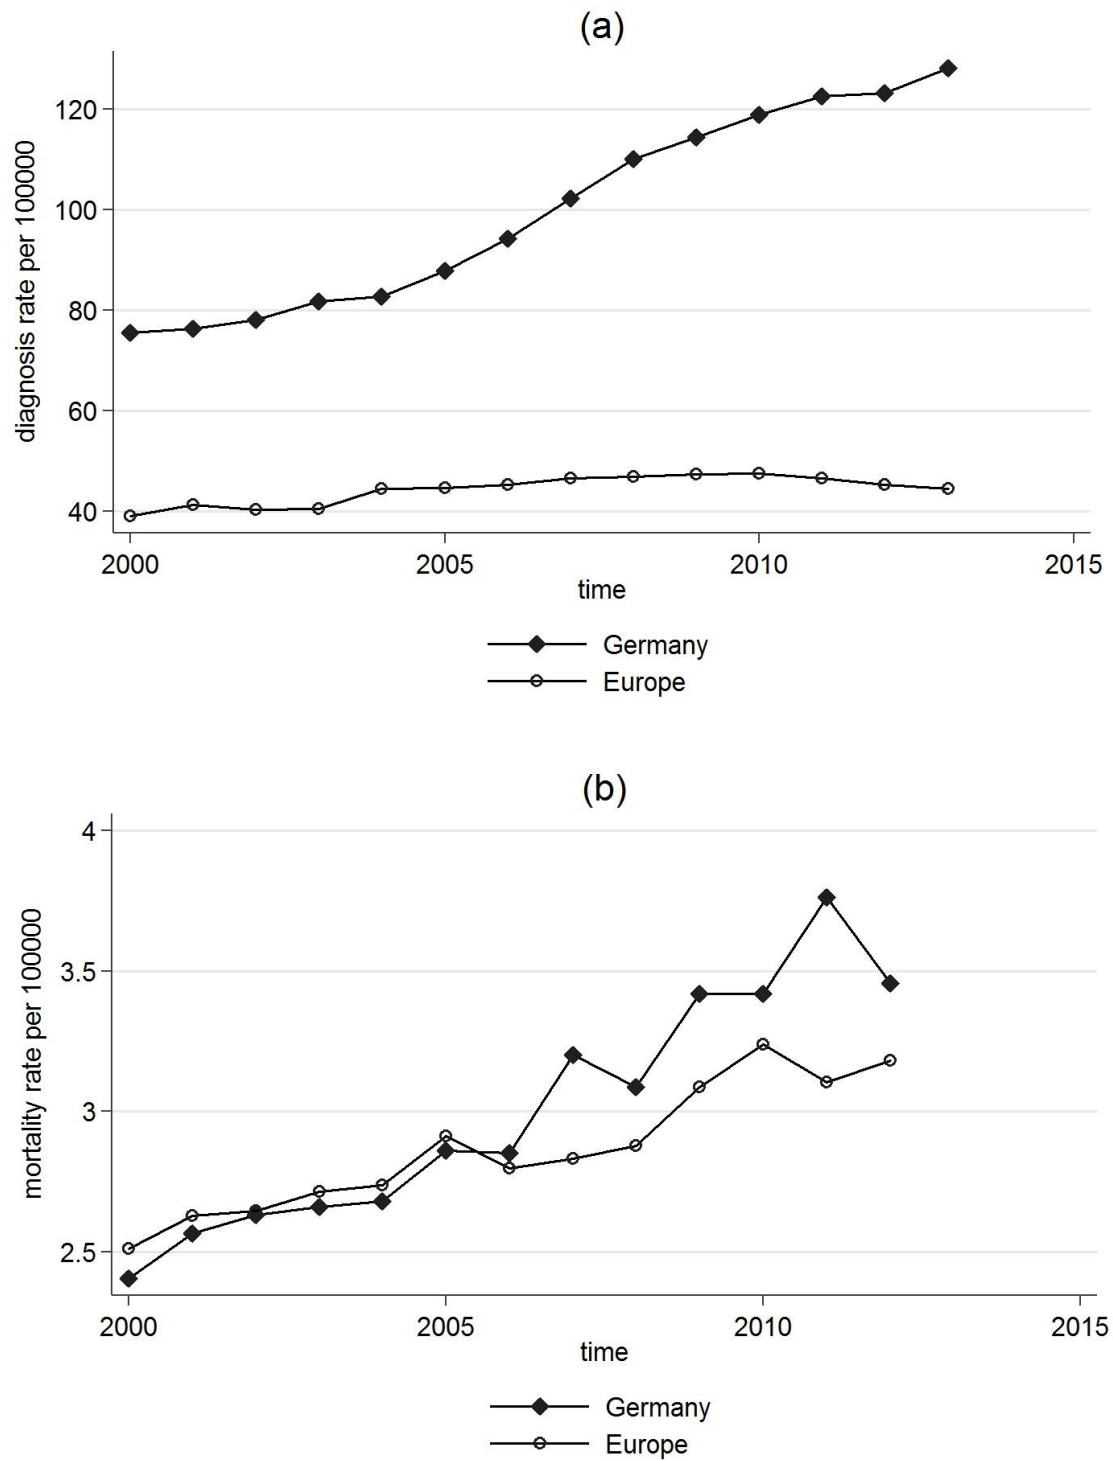 (a)
diagnosis rate per 100000
120
100
80
60
40
2000 2005 2010 2015
time
Germany
Europe
(b)
mortality rate per 100000
4
3.5
3
2.5
2000 2005 2010 2015
time
Germany
Europe